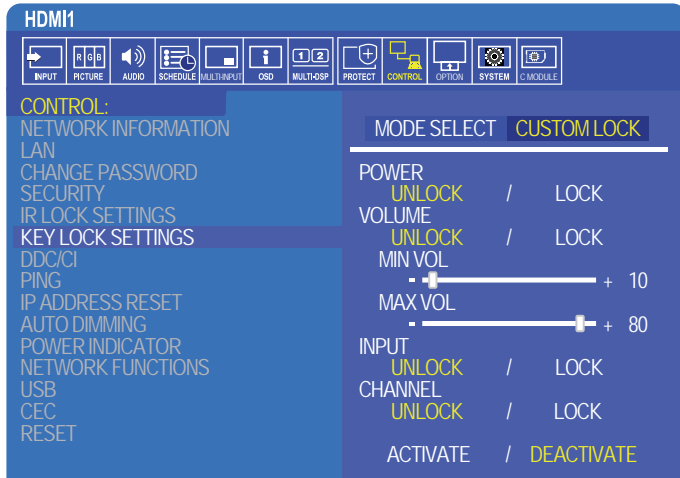 HDMI1
INPUT
R G B
PICTURE
AUDIO
SCHEDULE
MULTI-INPUT
i
OSD
1 2
MULTI-DSP
PROTECT
CONTROL
OPTION
SYSTEM
C MODULE
CONTROL:
NETWORK INFORMATION
LAN
CHANGE PASSWORD
SECURITY
IR LOCK SETTINGS
KEY LOCK SETTINGS
DDC/CI
PING
IP ADDRESS RESET
AUTO DIMMING
POWER INDICATOR
NETWORK FUNCTIONS
USB
CEC
RESET
MODE SELECT CUSTOM LOCK
POWER
UNLOCK / LOCK
VOLUME
UNLOCK / LOCK
MIN VOL
- + 10
MAX VOL
- + 80
INPUT
UNLOCK / LOCK
CHANNEL
UNLOCK / LOCK
ACTIVATE / DEACTIVATE